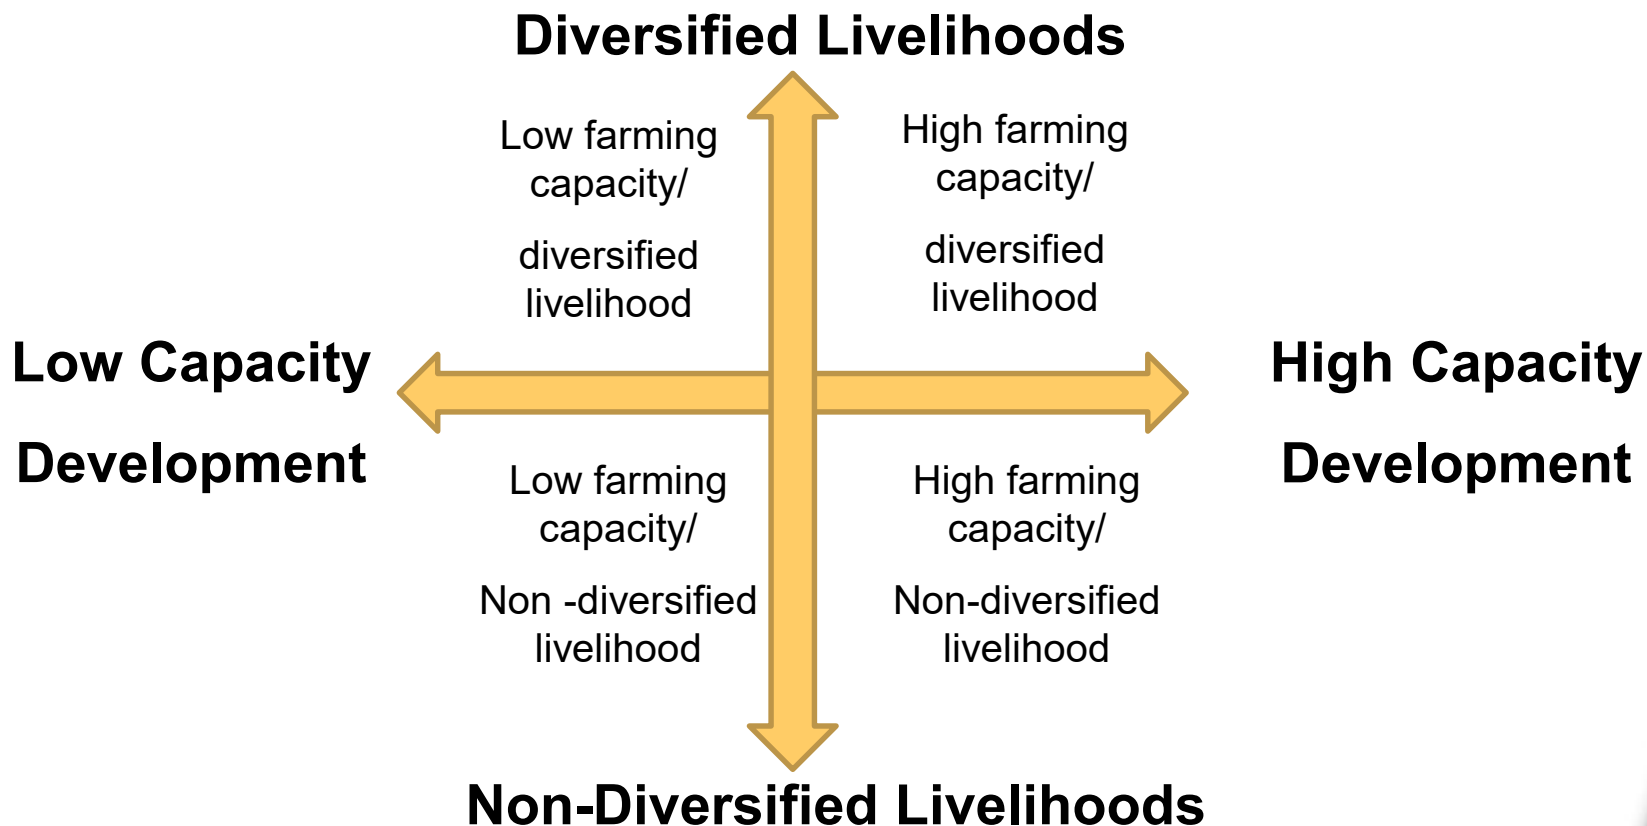 Diversified Livelihoods
Low farming
capacity/
diversified
livelihood
High farming
capacity/
diversified
livelihood
Low Capacity
Development
High Capacity
Development
Low farming
capacity/
Non -diversified
livelihood
High farming
capacity/
Non-diversified
livelihood
Non-Diversified Livelihoods